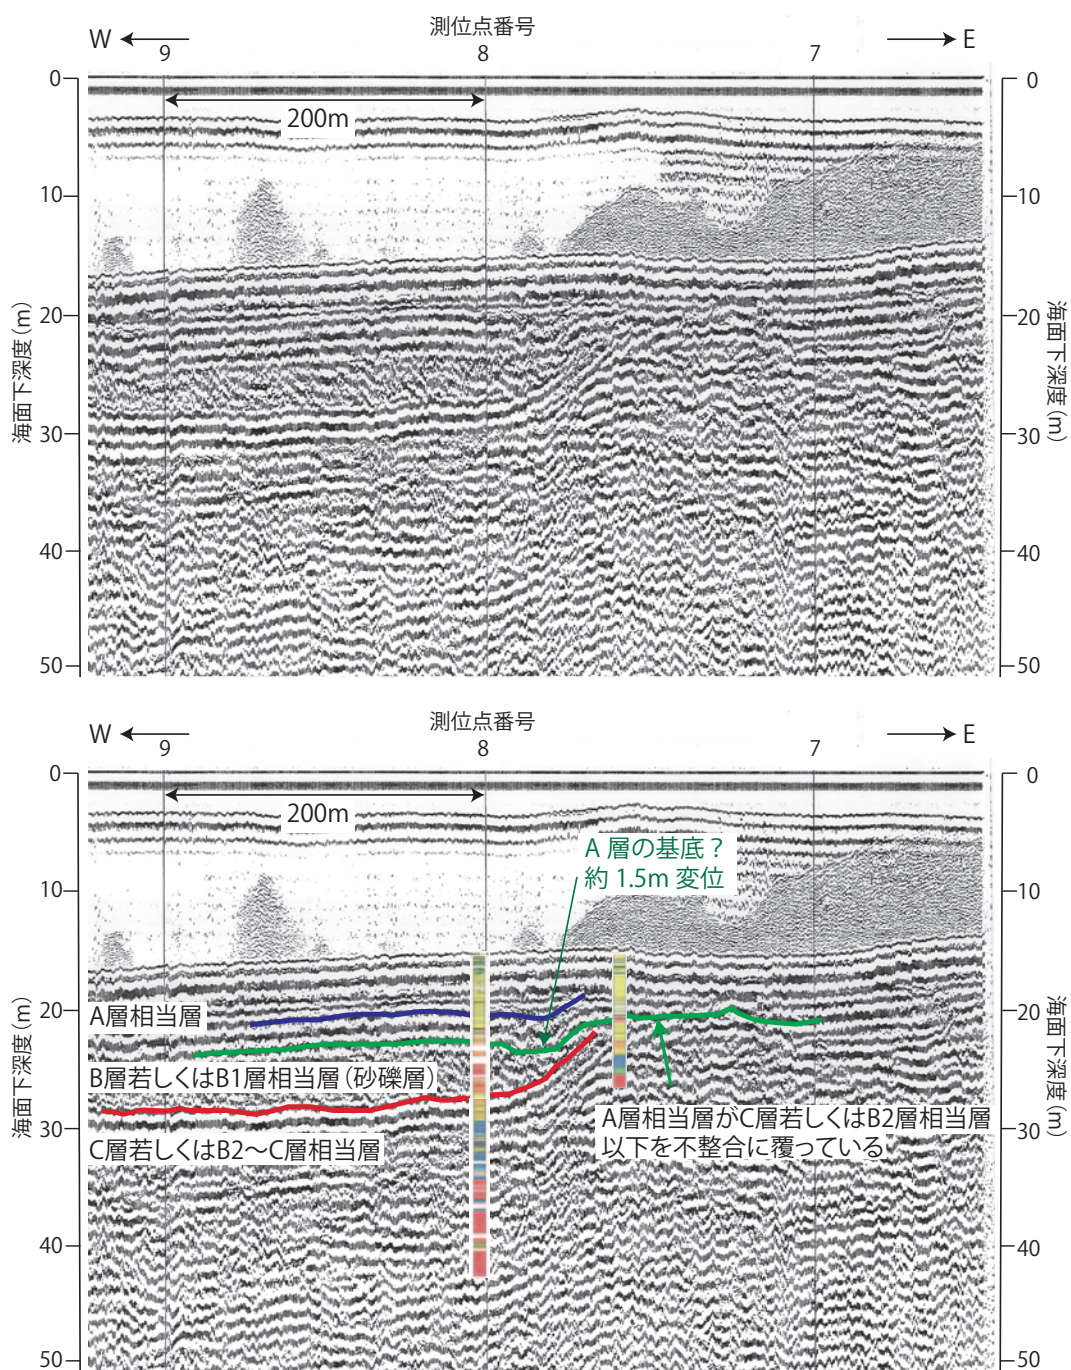 測位点番号
W
9
8
7
E
0
0
200m
10
10
20
20
海面下深度（m）
海面下深度（m）
30
30
40
40
50
50
測位点番号
W
9
8
7
E
0
0
200m
A 層の基底？
約 1.5m 変位
10
10
A層相当層
20
20
海面下深度（m）
海面下深度（m）
B層若しくはB1層相当層（砂礫層）
A層相当層がC層若しくはB2層相当層
以下を不整合に覆っている
30
30
C層若しくはB2～C層相当層
40
40
50
50